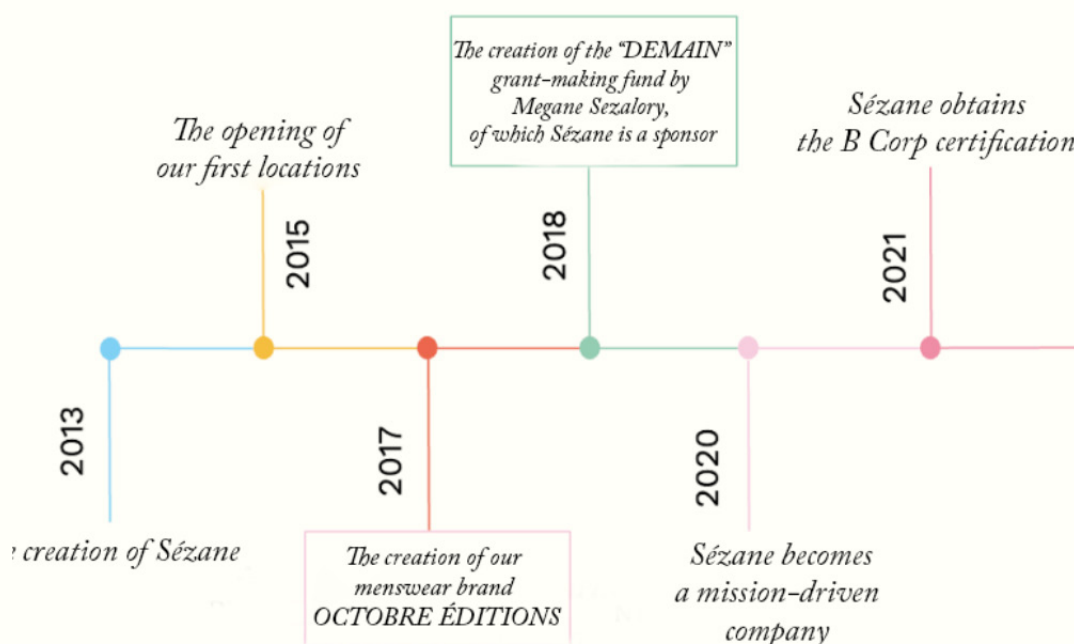 The creation of the “DEMAIN”
grant-making fund by
Megane Sezalory,
of which Sézane is a sponsor
Sézane obtains
the B Corp certification
The opening of
our first locations
2015
2018
2021
2013
2017
2020
creation of Sézane
The creation of our
menswear brand
OCTOBRE ÉDITIONS
Sézane becomes
a mission-driven
company